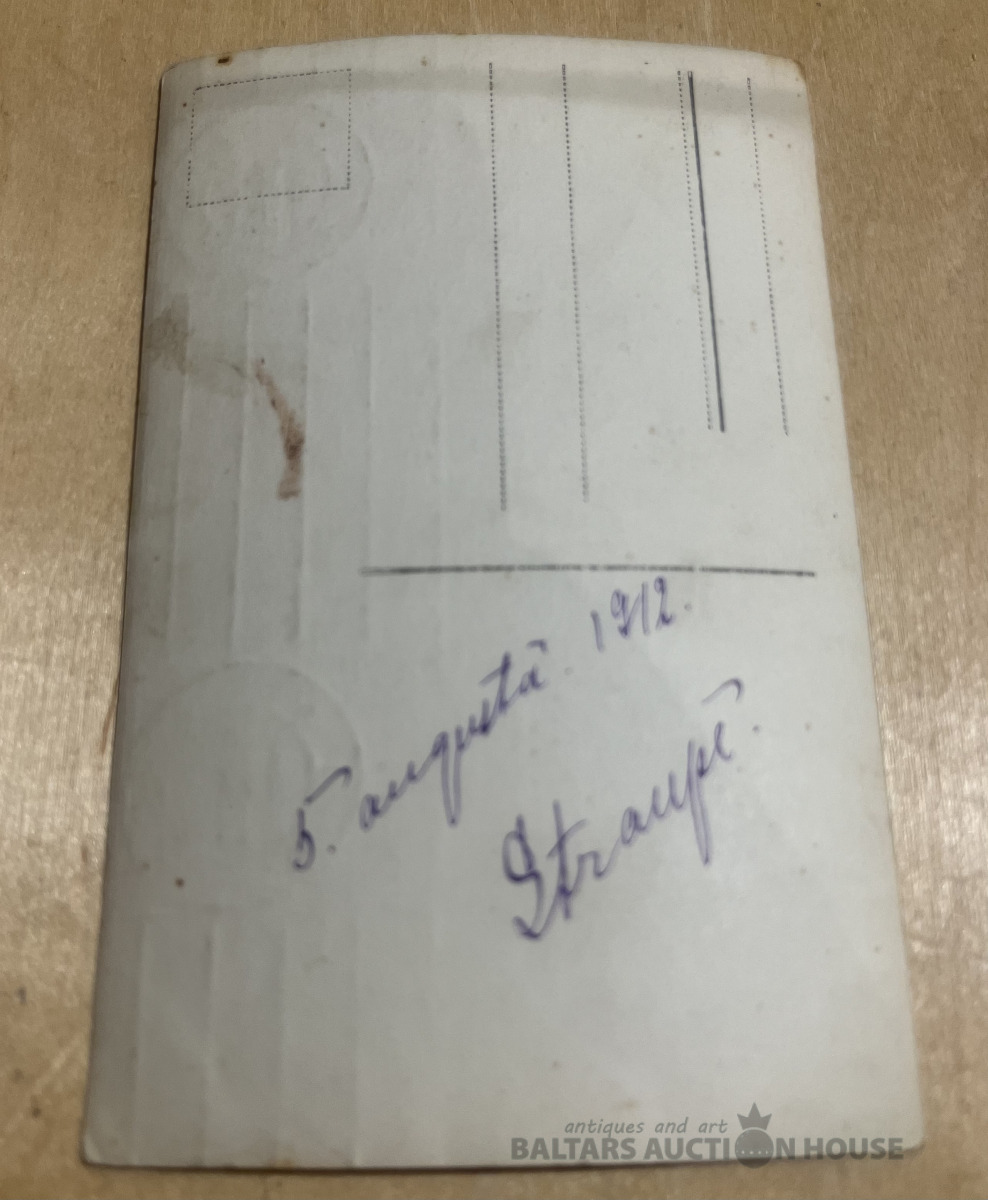 5. augustā. 1912.
Straupē.
antiques and art
BALTARS AUCTION HOUSE